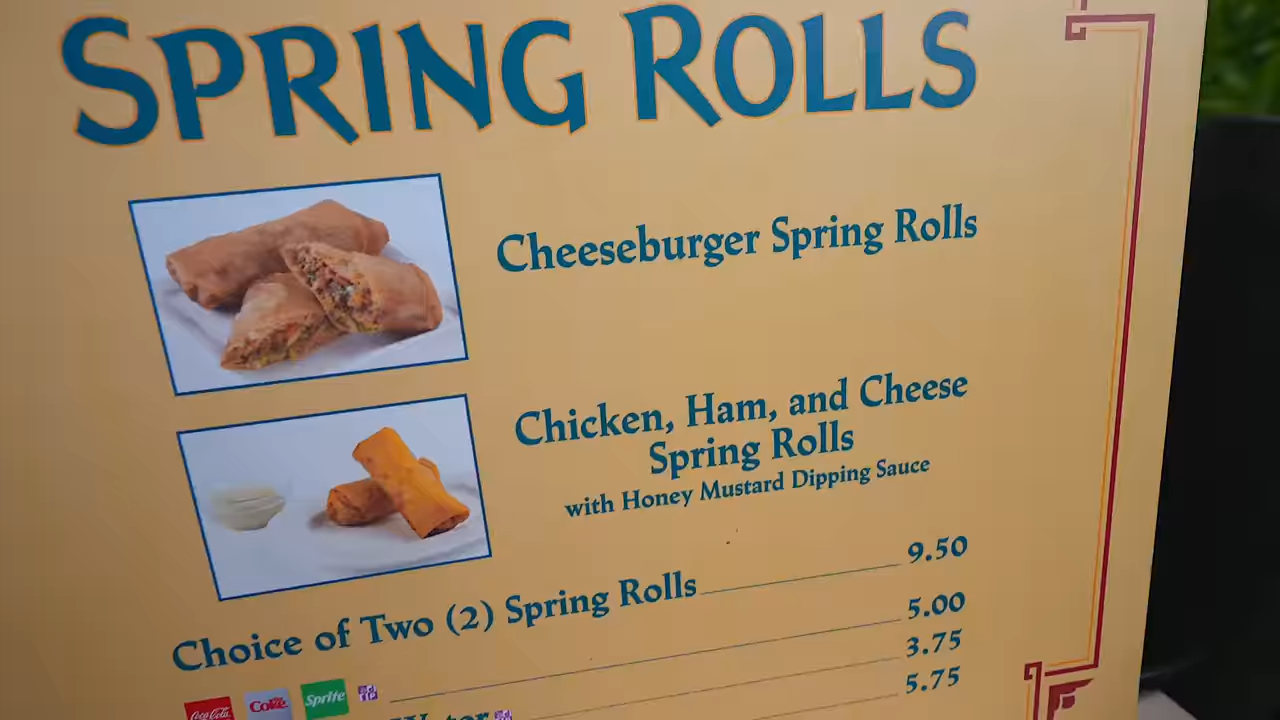 SPRING ROLLS
Cheeseburger Spring Rolls
Chicken, Ham, and Cheese
Spring Rolls
with Honey Mustard Dipping Sauce
Choice of Two (2) Spring Rolls 9.50
Coca-Cola Coke Sprite 5.00
3.75
5.75